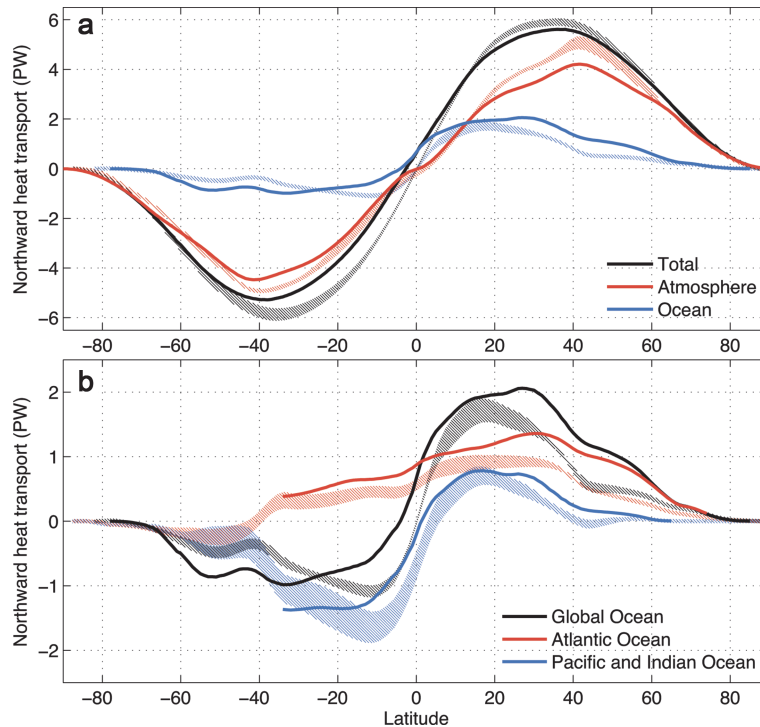 a
Northward heat transport (PW)
6
4
2
0
−2
−4
−6
Total
Atmosphere
Ocean
−80 −60 −40 −20 0 20 40 60 80
b
Northward heat transport (PW)
2
1
0
−1
−2
Global Ocean
Atlantic Ocean
Pacific and Indian Ocean
−80 −60 −40 −20 0 20 40 60 80
Latitude